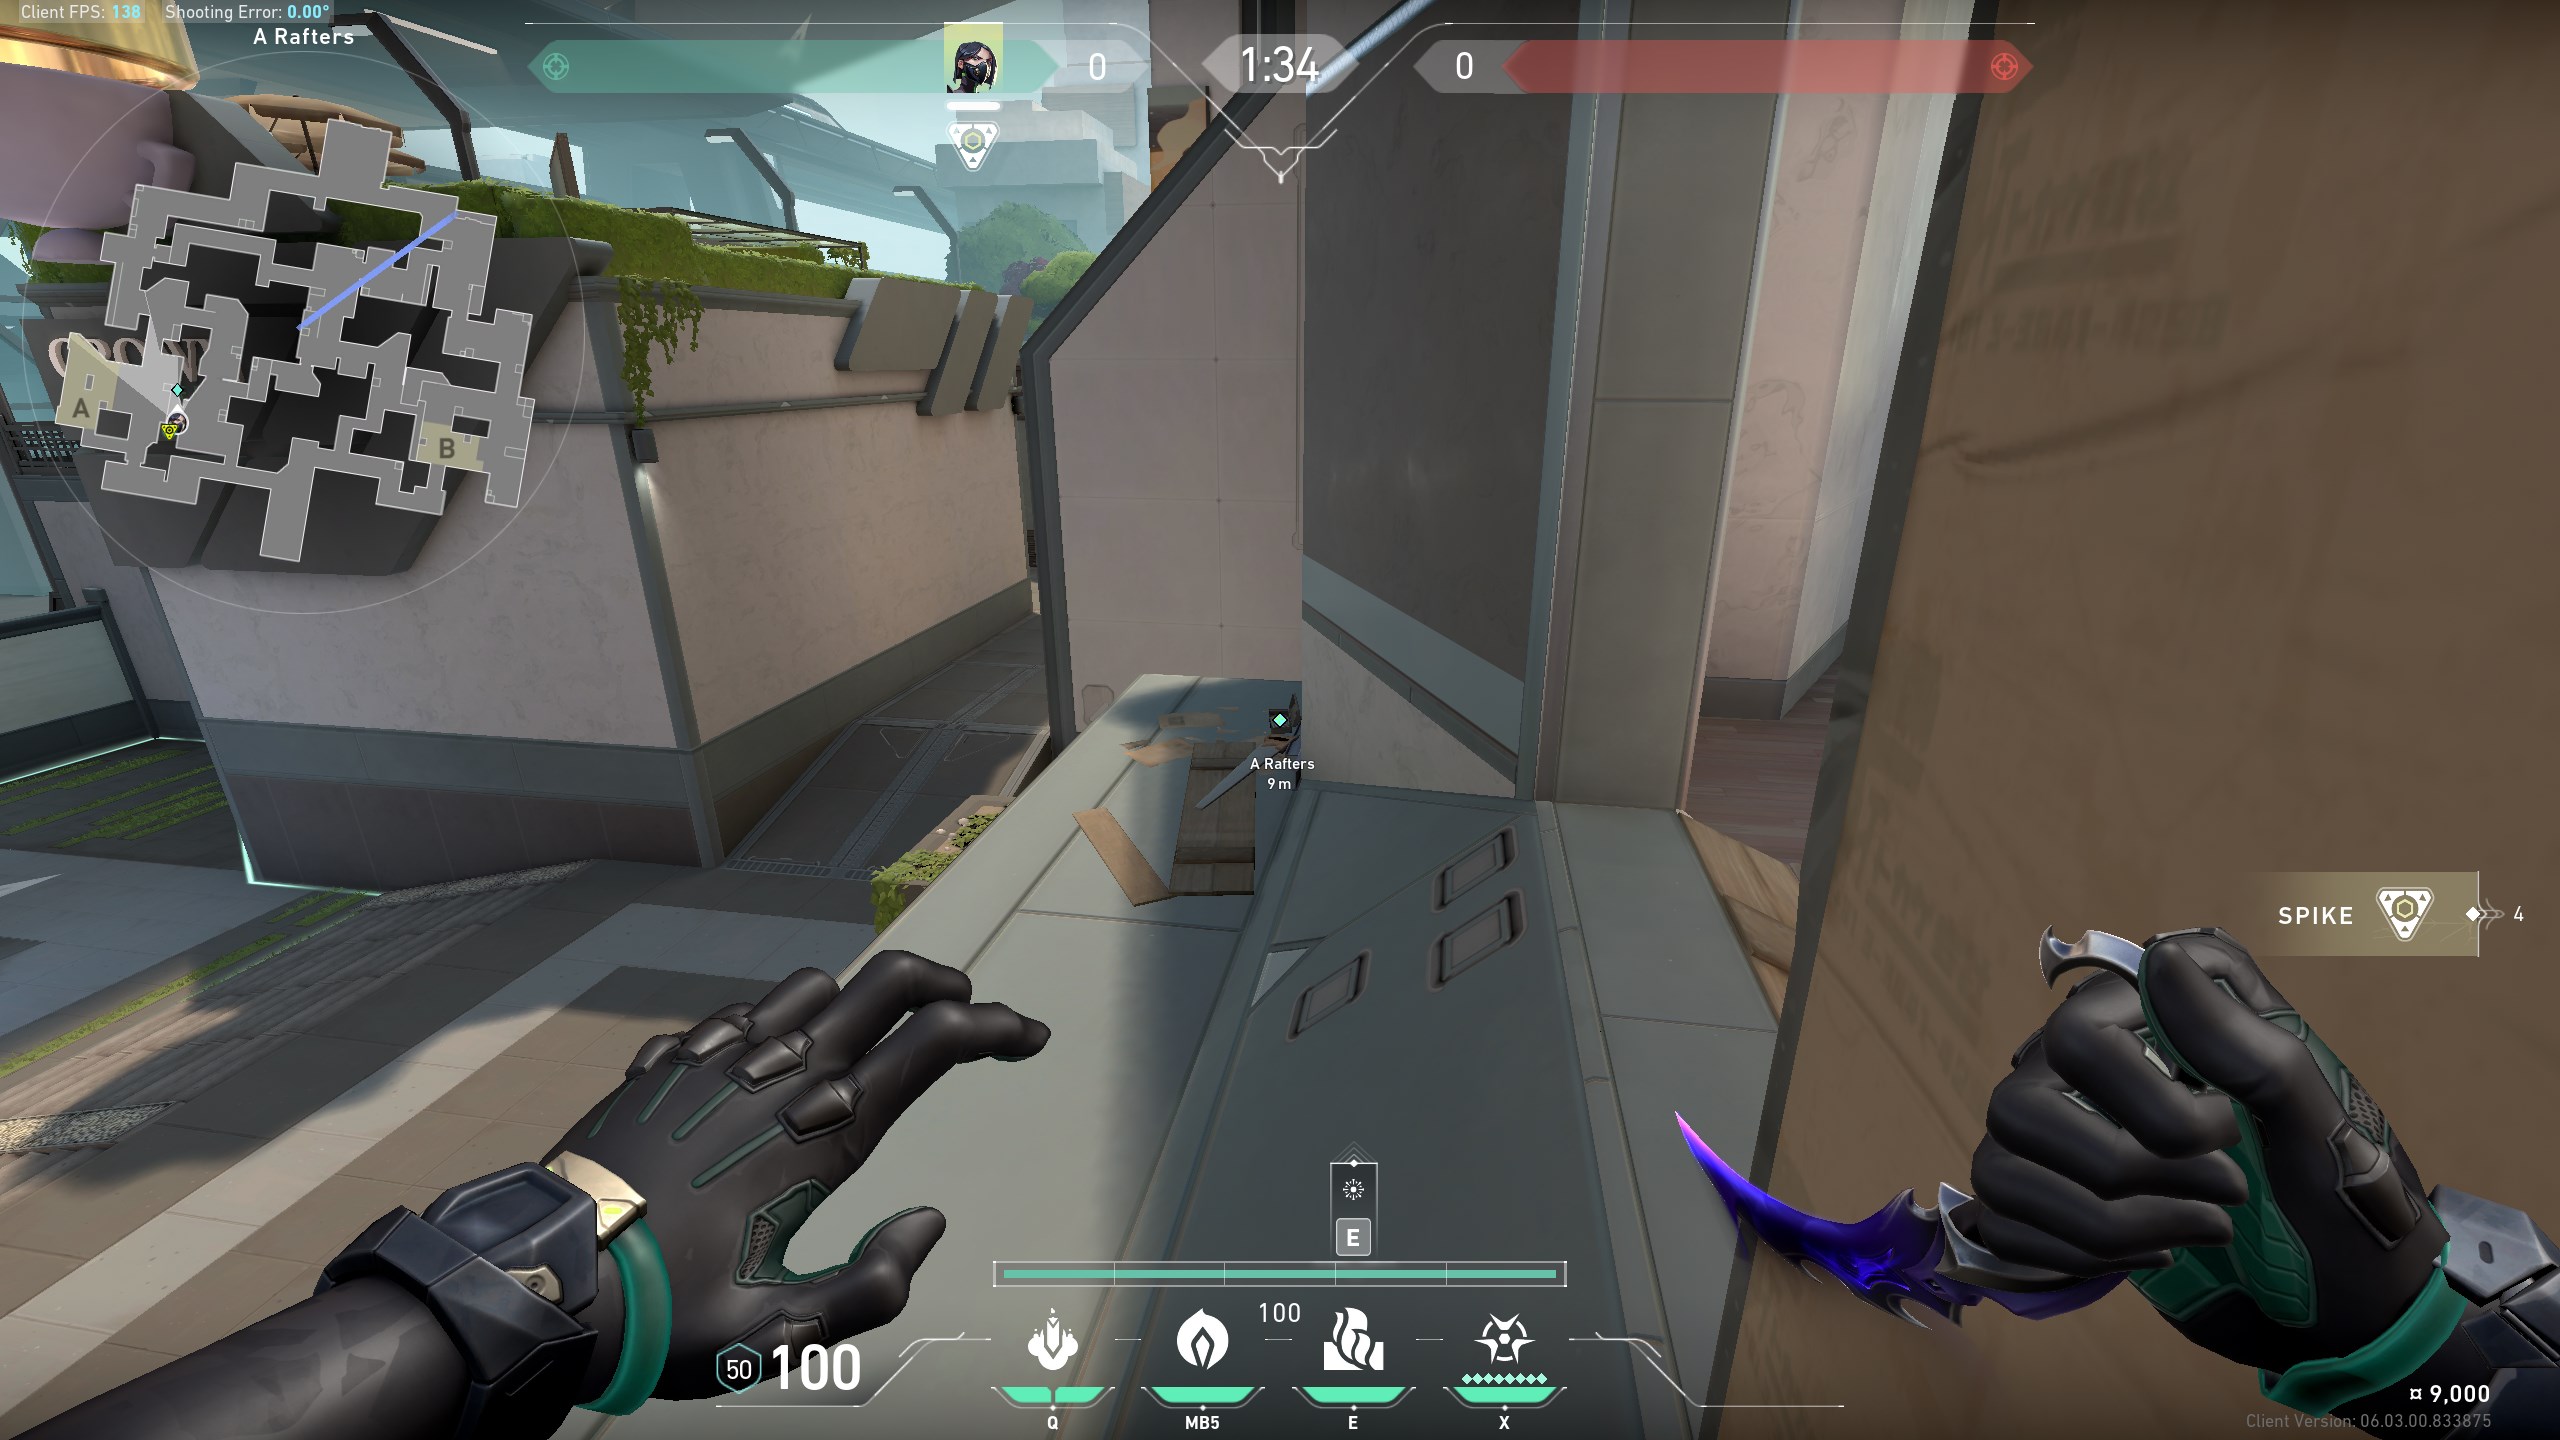 Client FPS: 138 Shooting Error: 0.00°
A Rafters
0
1:34
0
A
B
A Rafters
9 m
SPIKE
4
E
100
50
100
Q
MB5
E
X
¤ 9,000
Client Version: 06.03.00.833875